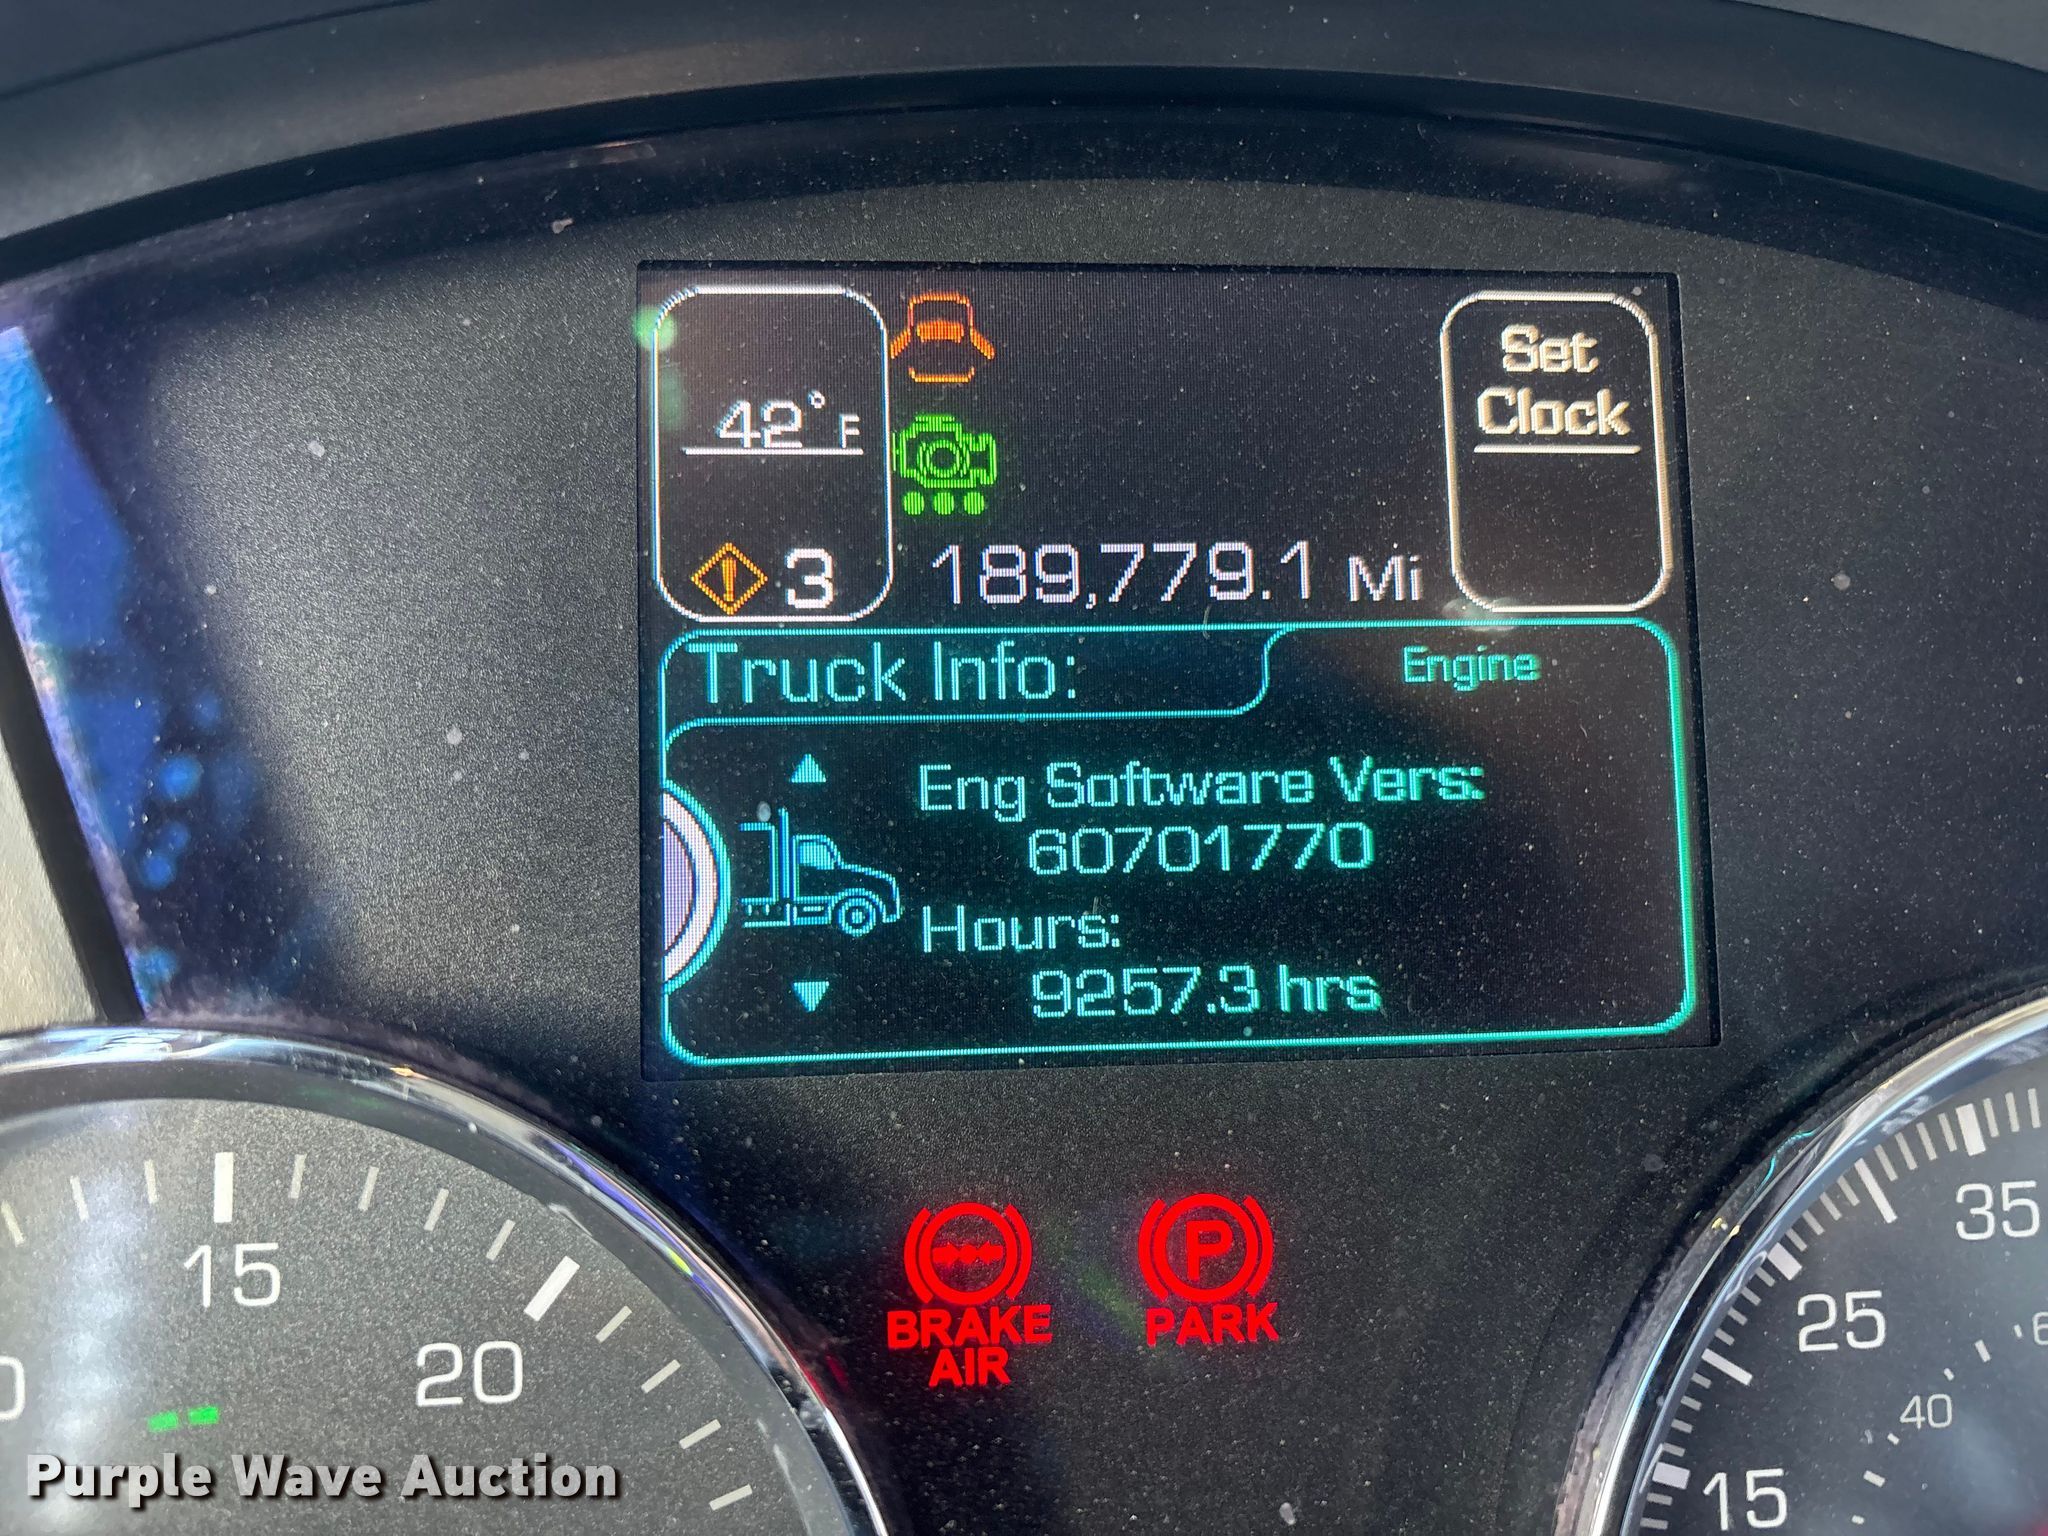 42° F
Set
Clock
3
189,779.1 Mi
Truck Info:
Engine
Eng Software Vers:
60701770
Hours:
9257.3 hrs
BRAKE
AIR
P
PARK
15
20
35
25
40
15
Purple Wave Auction